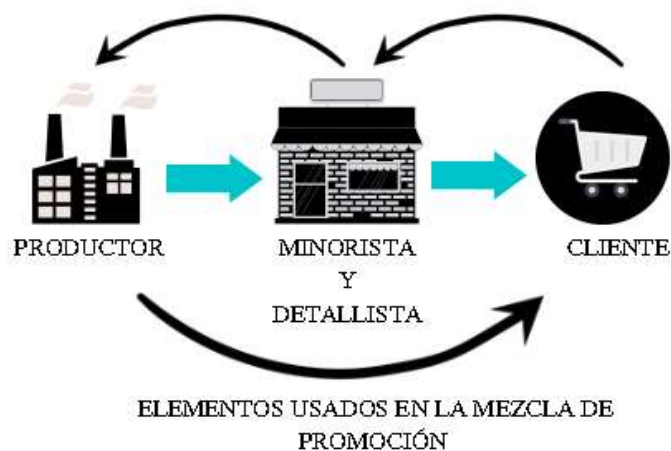 PRODUCTOR
MINORISTA
Y
DETALLISTA
CLIENTE
ELEMENTOS USADOS EN LA MEZCLA DE
PROMOCIÓN